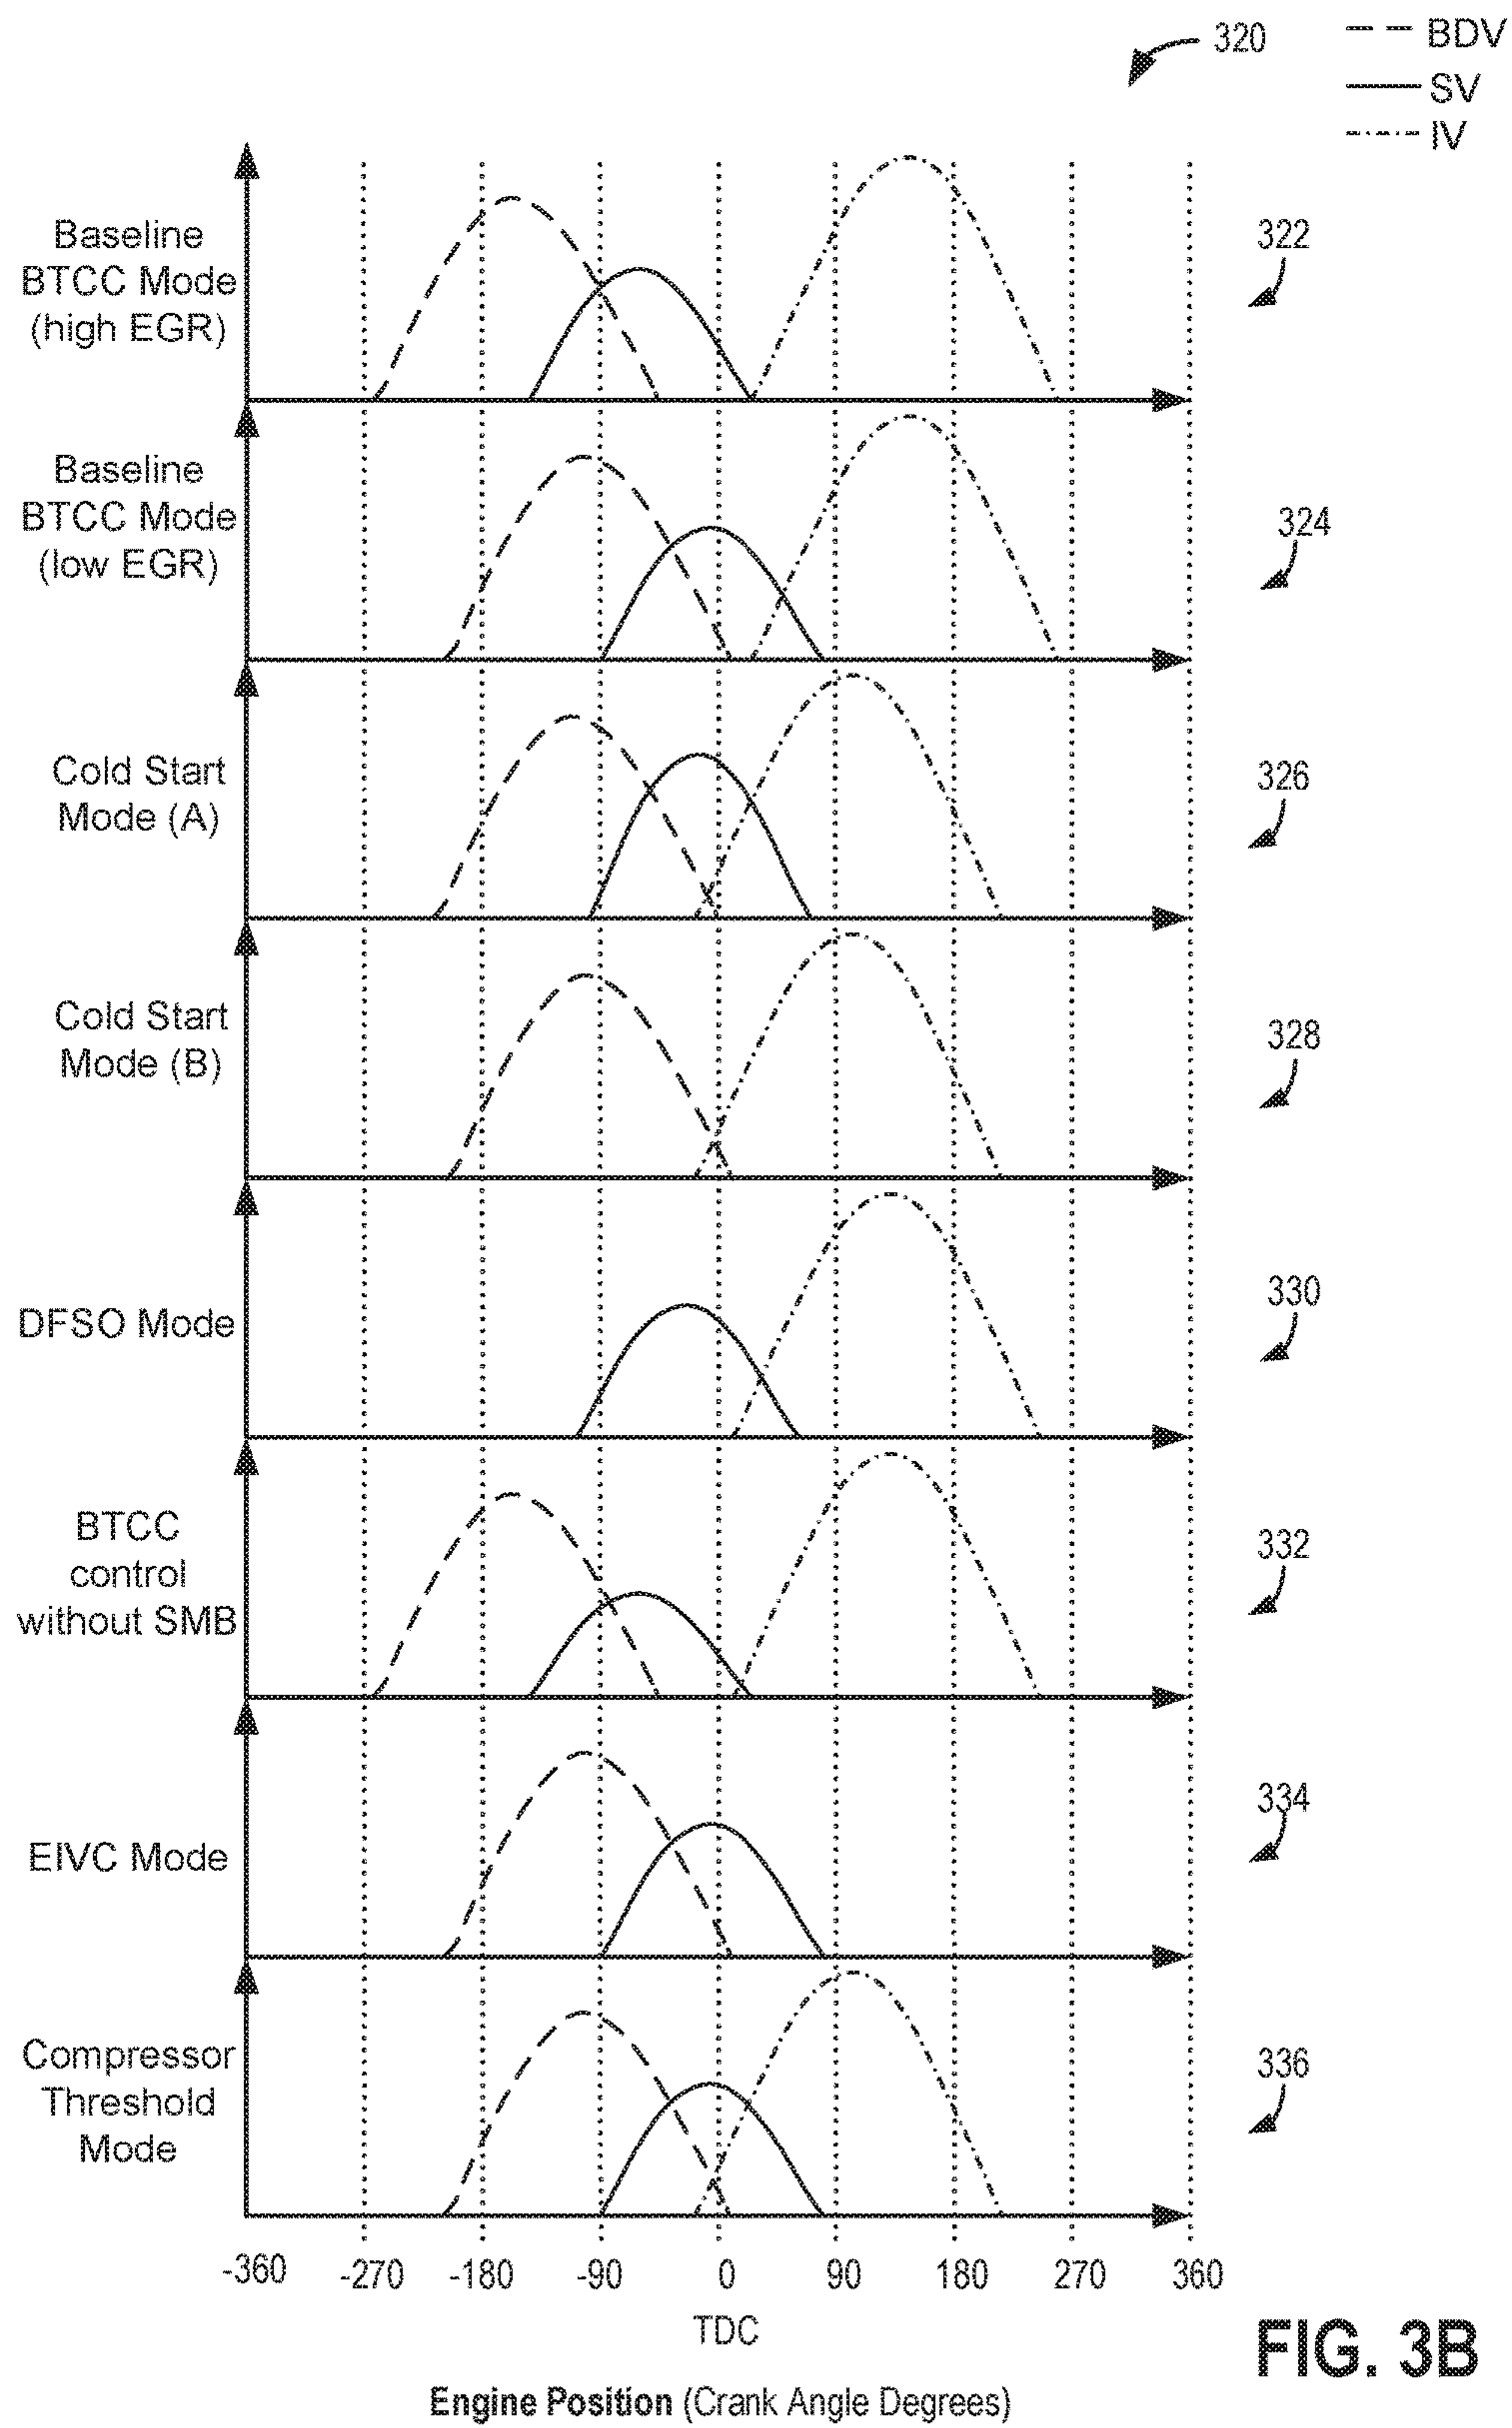 320
BDV
SV
IV
Baseline
BTCC Mode
(high EGR)
322
Baseline
BTCC Mode
(low EGR)
324
Cold Start
Mode (A)
326
Cold Start
Mode (B)
328
DFSO Mode
330
BTCC
control
without SMB
332
EIVC Mode
334
Compressor
Threshold
Mode
336
-360 -270 -180 -90 0 90 180 270 360
TDC
Engine Position (Crank Angle Degrees)
FIG. 3B